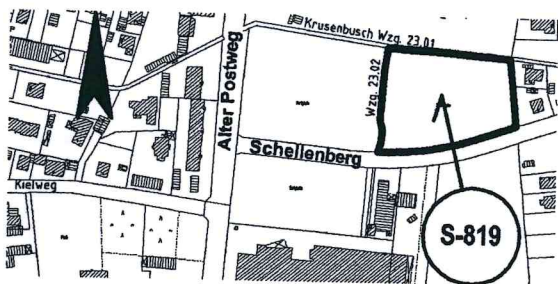 Krusenbusch Wzg. 23.01
Wzg. 23.02
Alter Postweg
Schellenberg
Kielweg
S-819